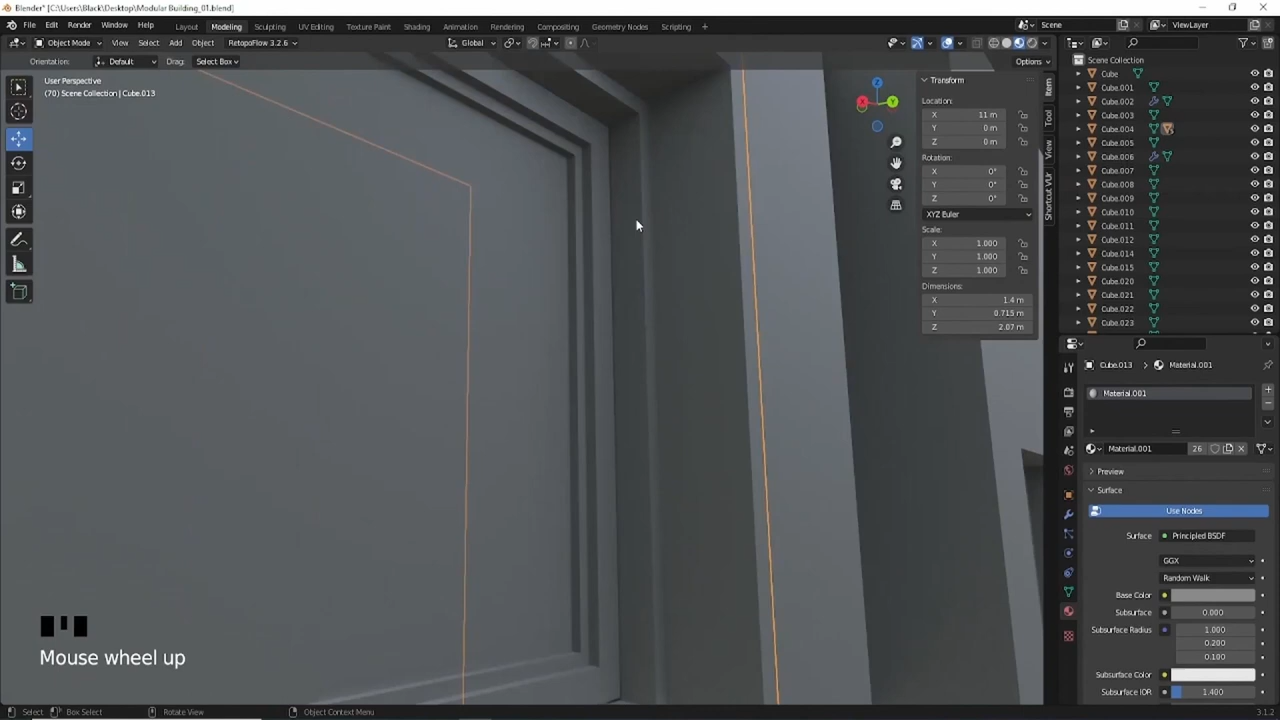 Blender* [C:\Users\Black\Desktop\Modular Building_01.blend]
File Edit Render Window Help Layout Modeling Sculpting UV Editing Texture Paint Shading Animation Rendering Compositing Geometry Nodes Scripting + Scene ViewLayer
Object Mode View Select Add Object RetopoFlow 3.2.6 Global
Orientation: Default Drag: Select Box Options
User Perspective
(70) Scene Collection | Cube.013
X Y Z
Transform
Location:
X 11 m
Y 0 m
Z 0 m
Rotation:
X 0°
Y 0°
Z 0°
XYZ Euler
Scale:
X 1.000
Y 1.000
Z 1.000
Dimensions:
X 1.4 m
Y 0.715 m
Z 2.07 m
Item
Tool
View
Shortcut VUr
Scene Collection
Cube
Cube.001
Cube.002
Cube.003
Cube.004
Cube.005
Cube.006
Cube.007
Cube.008
Cube.009
Cube.010
Cube.011
Cube.012
Cube.014
Cube.015
Cube.020
Cube.021
Cube.022
Cube.023
Cube.013 > Material.001
Material.001
Material.001 26
Preview
Surface
Use Nodes
Surface Principled BSDF
GGX
Random Walk
Base Color
Subsurface 0.000
Subsurface Radius 1.000
0.200
0.100
Subsurface Color
Subsurface IOR 1.400
Mouse wheel up
Select Box Select Rotate View Object Context Menu 3.1.2